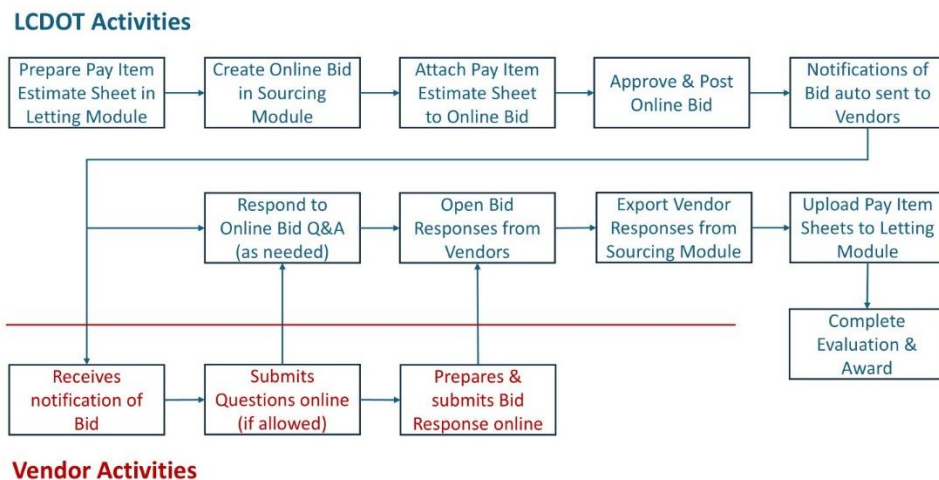 LCDOT Activities
Prepare Pay Item
Estimate Sheet in
Letting Module
Create Online Bid
in Sourcing
Module
Attach Pay Item
Estimate Sheet
to Online Bid
Approve & Post
Online Bid
Notifications of
Bid auto sent to
Vendors
Respond to
Online Bid Q&A
(as needed)
Open Bid
Responses from
Vendors
Export Vendor
Responses from
Sourcing Module
Upload Pay Item
Sheets to Letting
Module
Complete
Evaluation &
Award
Receives
notification of
Bid
Submits
Questions online
(if allowed)
Prepares &
submits Bid
Response online
Vendor Activities